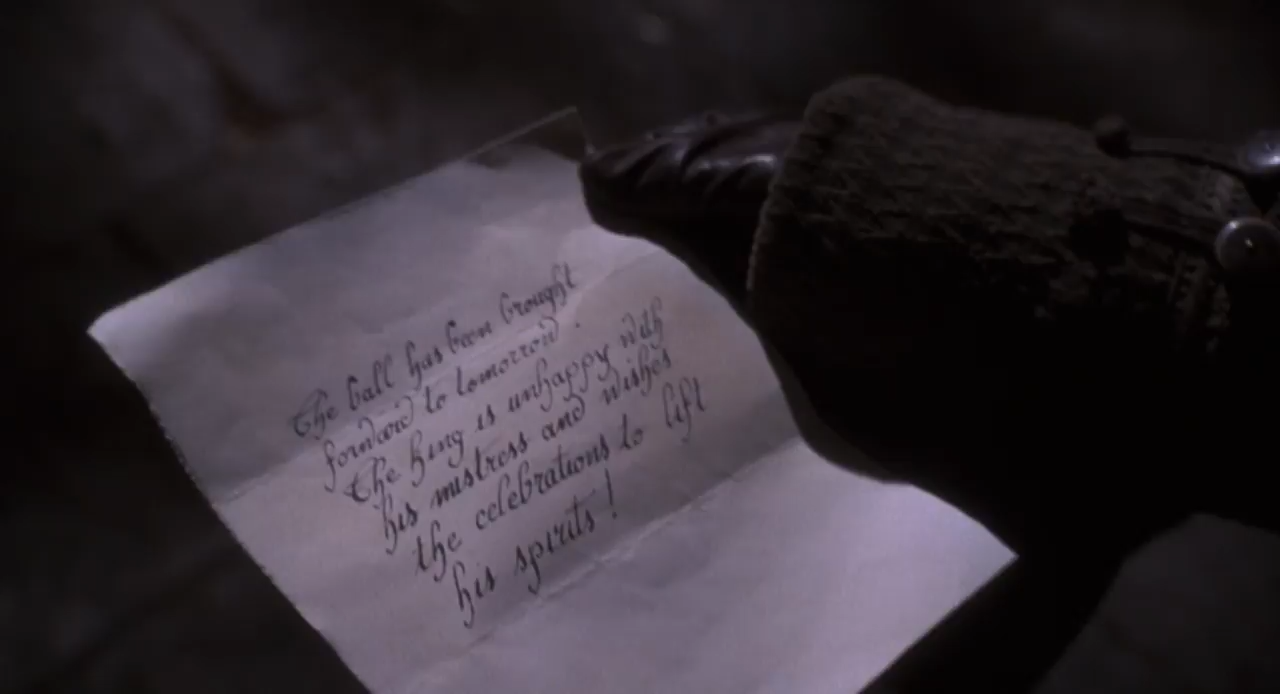 The ball has been brought
forward to tomorrow.
The king is unhappy with
his mistress and wishes
the celebrations to lift
his spirits!